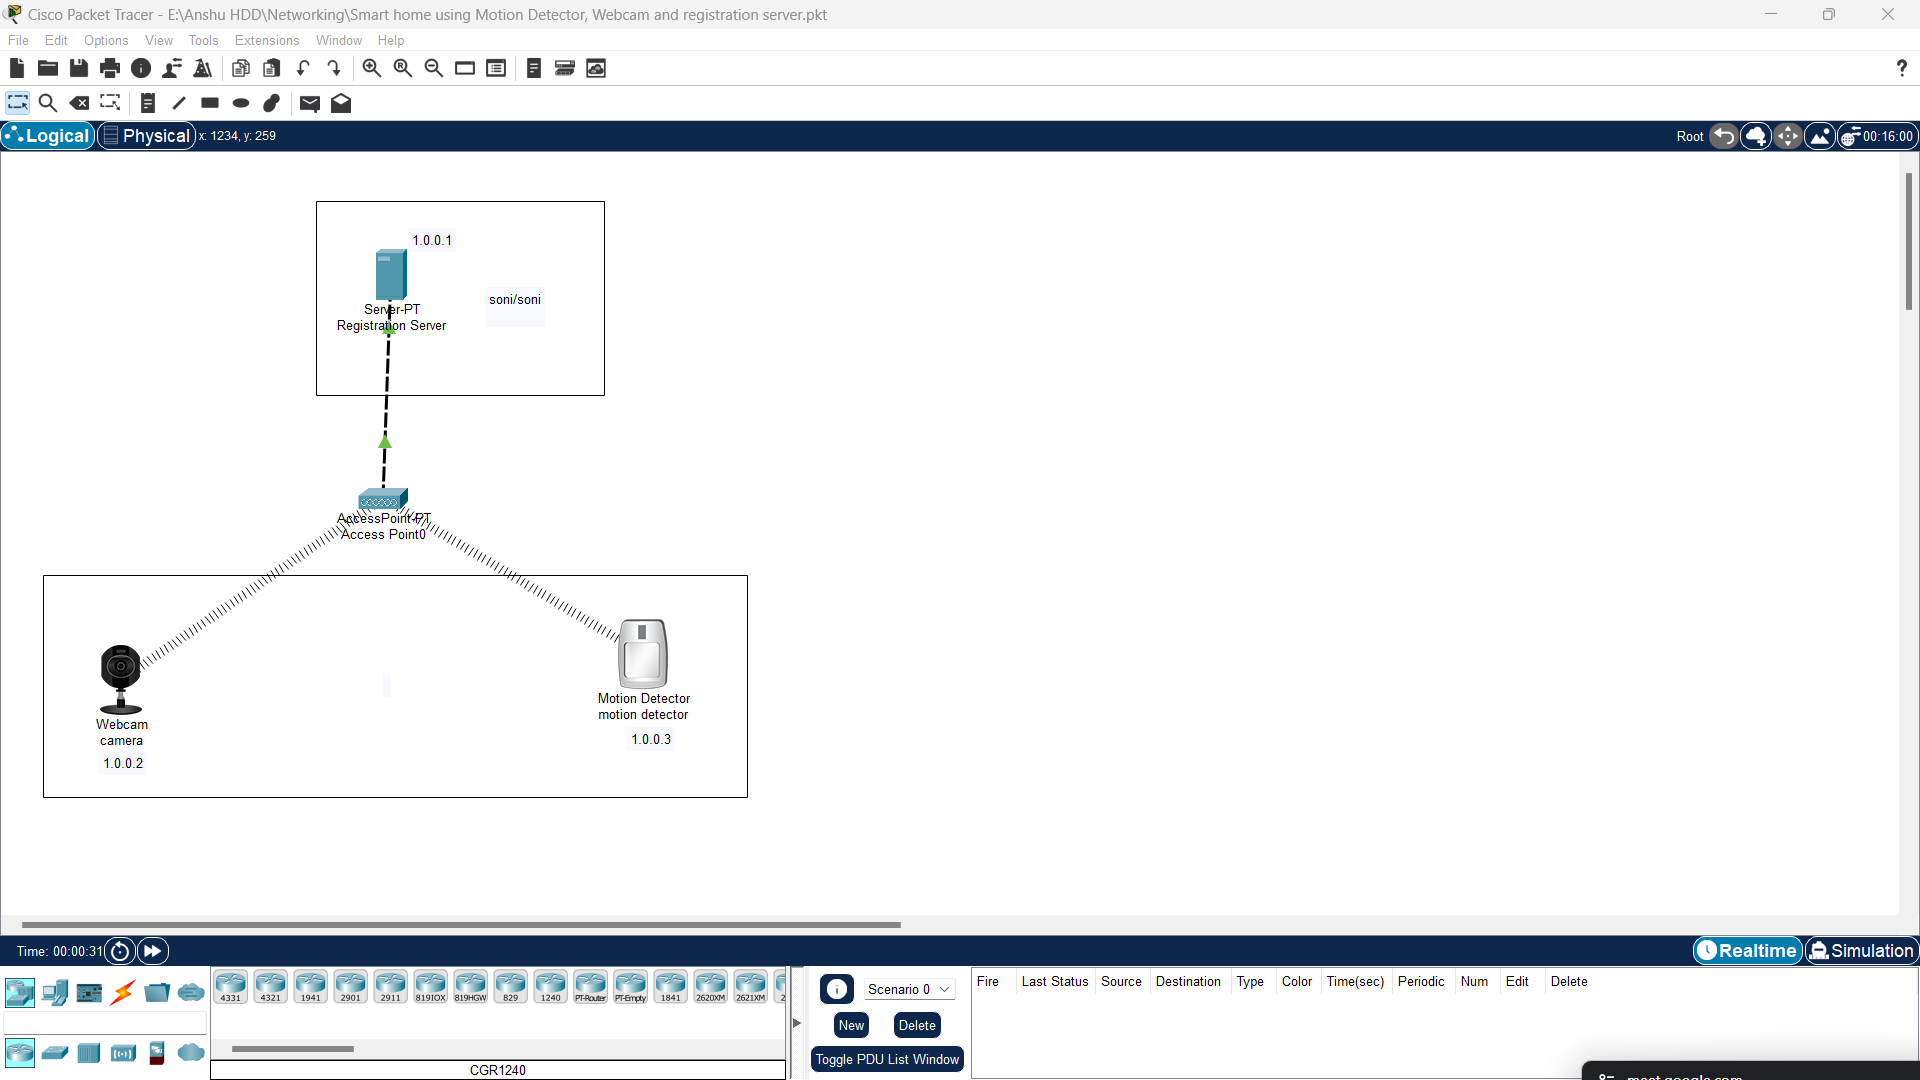 Cisco Packet Tracer - E:\Anshu HDD\Networking\Smart home using Motion Detector, Webcam and registration server.pkt
File Edit Options View Tools Extensions Window Help
?
Logical Physical x: 1234, y: 259 Root 00:16:00
1.0.0.1
soni/soni
Server-PT
Registration Server
AccessPoint-PT
Access Point0
Motion Detector
motion detector
1.0.0.3
Webcam
camera
1.0.0.2
Time: 00:00:31 Realtime Simulation
4331 4321 1941 2901 2911 819IOX 819HGW 829 1240 PT-Router PT-Empty 1841 2620XM 2621XM 2
CGR1240
Scenario 0
New Delete
Toggle PDU List Window
Fire Last Status Source Destination Type Color Time(sec) Periodic Num Edit Delete
meet.google.com